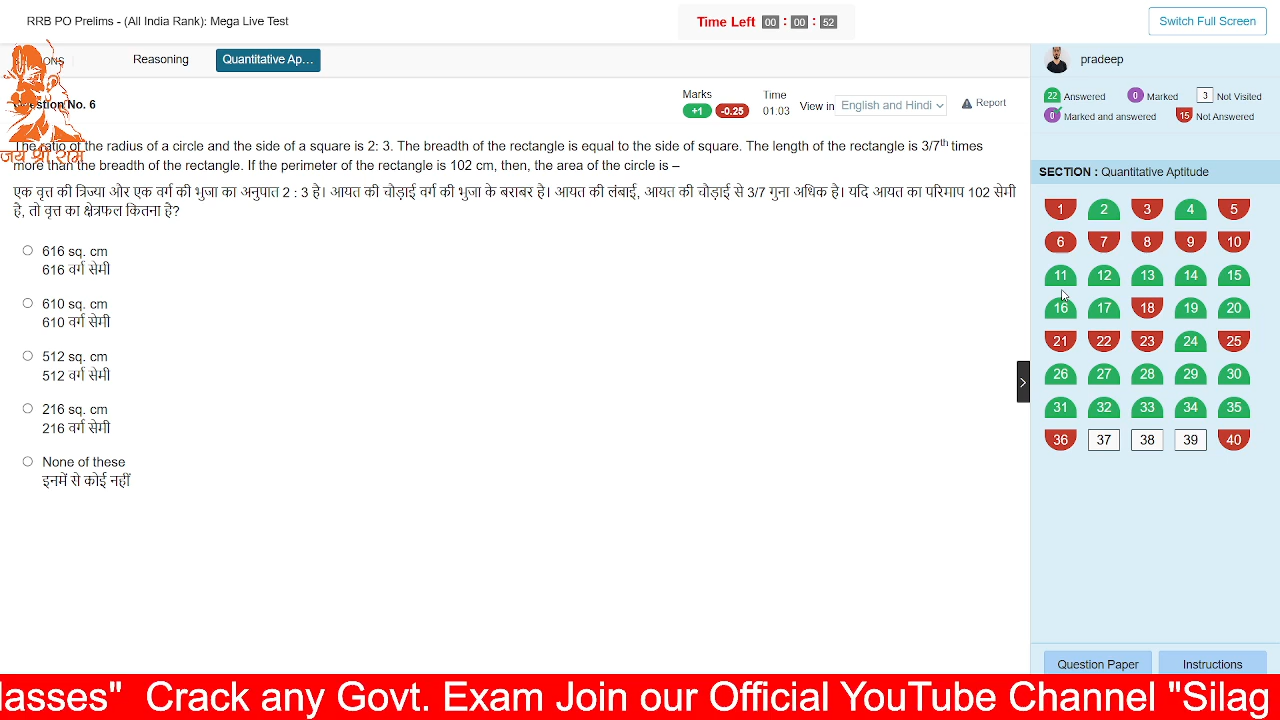 RRB PO Prelims - (All India Rank): Mega Live Test
Time Left 00 : 00 : 52
Switch Full Screen
Reasoning
Quantitative Ap...
pradeep
Question No. 6
Marks
+1 -0.25
Time
01:03
View in English and Hindi
Report
22 Answered 0 Marked 3 Not Visited
0 Marked and answered 15 Not Answered
जय श्री राम
The ratio of the radius of a circle and the side of a square is 2: 3. The breadth of the rectangle is equal to the side of square. The length of the rectangle is 3/7th times
more than the breadth of the rectangle. If the perimeter of the rectangle is 102 cm, then, the area of the circle is –
एक वृत्त की त्रिज्या ओर एक वर्ग की भुजा का अनुपात 2 : 3 हे। आयत की चोड़ाई वर्ग की भुजा के बराबर हे। आयत की लंबाई, आयत की चोड़ाई से 3/7 गुना अधिक हे। यदि आयत का परिमाप 102 सेमी
है, तो वृत्त का क्षेत्रफल कितना है?
616 sq. cm
616 वर्ग सेमी
610 sq. cm
610 वर्ग सेमी
512 sq. cm
512 वर्ग सेमी
216 sq. cm
216 वर्ग सेमी
None of these
इनमें से कोई नहीं
SECTION : Quantitative Aptitude
1 2 3 4 5
6 7 8 9 10
11 12 13 14 15
16 17 18 19 20
21 22 23 24 25
26 27 28 29 30
31 32 33 34 35
36 37 38 39 40
Question Paper
Instructions
lasses" Crack any Govt. Exam Join our Official YouTube Channel "Silag